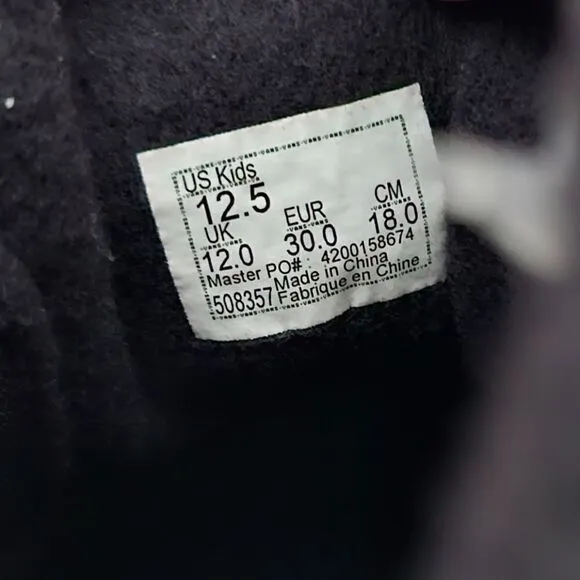 US Kids
12.5
UK EUR CM
12.0 30.0 18.0
Master PO#: 4200158674
508357 Made in China
Fabrique en Chine